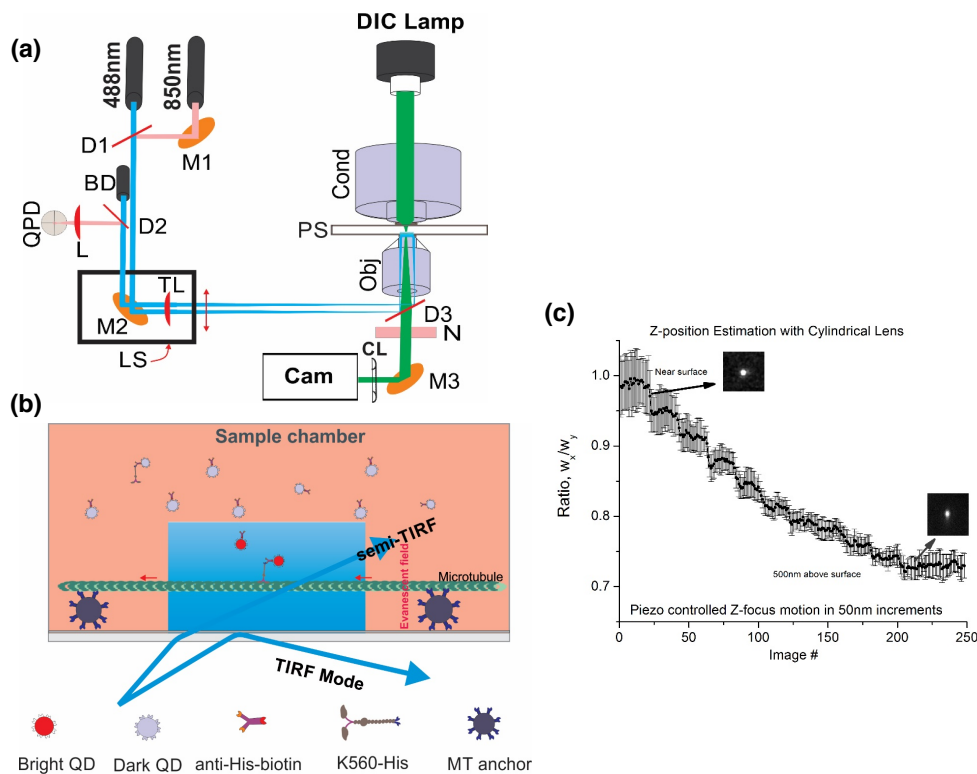 (a)
DIC Lamp
488nm
850nm
D1
M1
BD
Cond
QPD
D2
L
PS
Obj
TL
M2
D3
LS
N
CL
Cam
M3
(b)
Sample chamber
semi-TIRF
Evanescent field
Microtubule
TIRF Mode
Bright QD
Dark QD
anti-His-biotin
K560-His
MT anchor
(c)
Z-position Estimation with Cylindrical Lens
Near surface
1.0
0.9
0.8
0.7
Ratio, wx/wy
500nm above surface
Piezo controlled Z-focus motion in 50nm increments
0 50 100 150 200 250
Image #